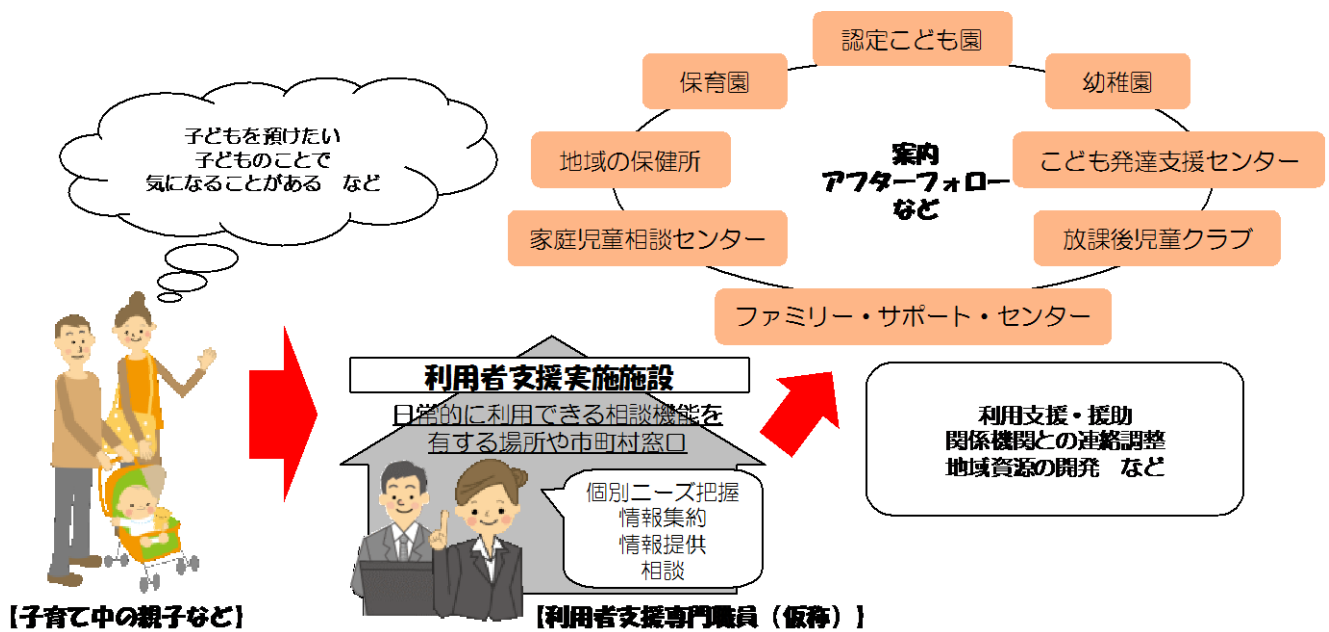 認定こども園
保育園
幼稚園
子どもを預けたい
子どものことで
気になることがある　など
地域の保健所
案内
アフターフォロー
など
こども発達支援センター
家庭児童相談センター
放課後児童クラブ
ファミリー・サポート・センター
利用者支援実施施設
日常的に利用できる相談機能を
有する場所や市町村窓口
利用支援・援助
関係機関との連絡調整
地域資源の開発　など
個別ニーズ把握
情報集約
情報提供
相談
【子育て中の親子など】
【利用者支援専門職員（仮称）】